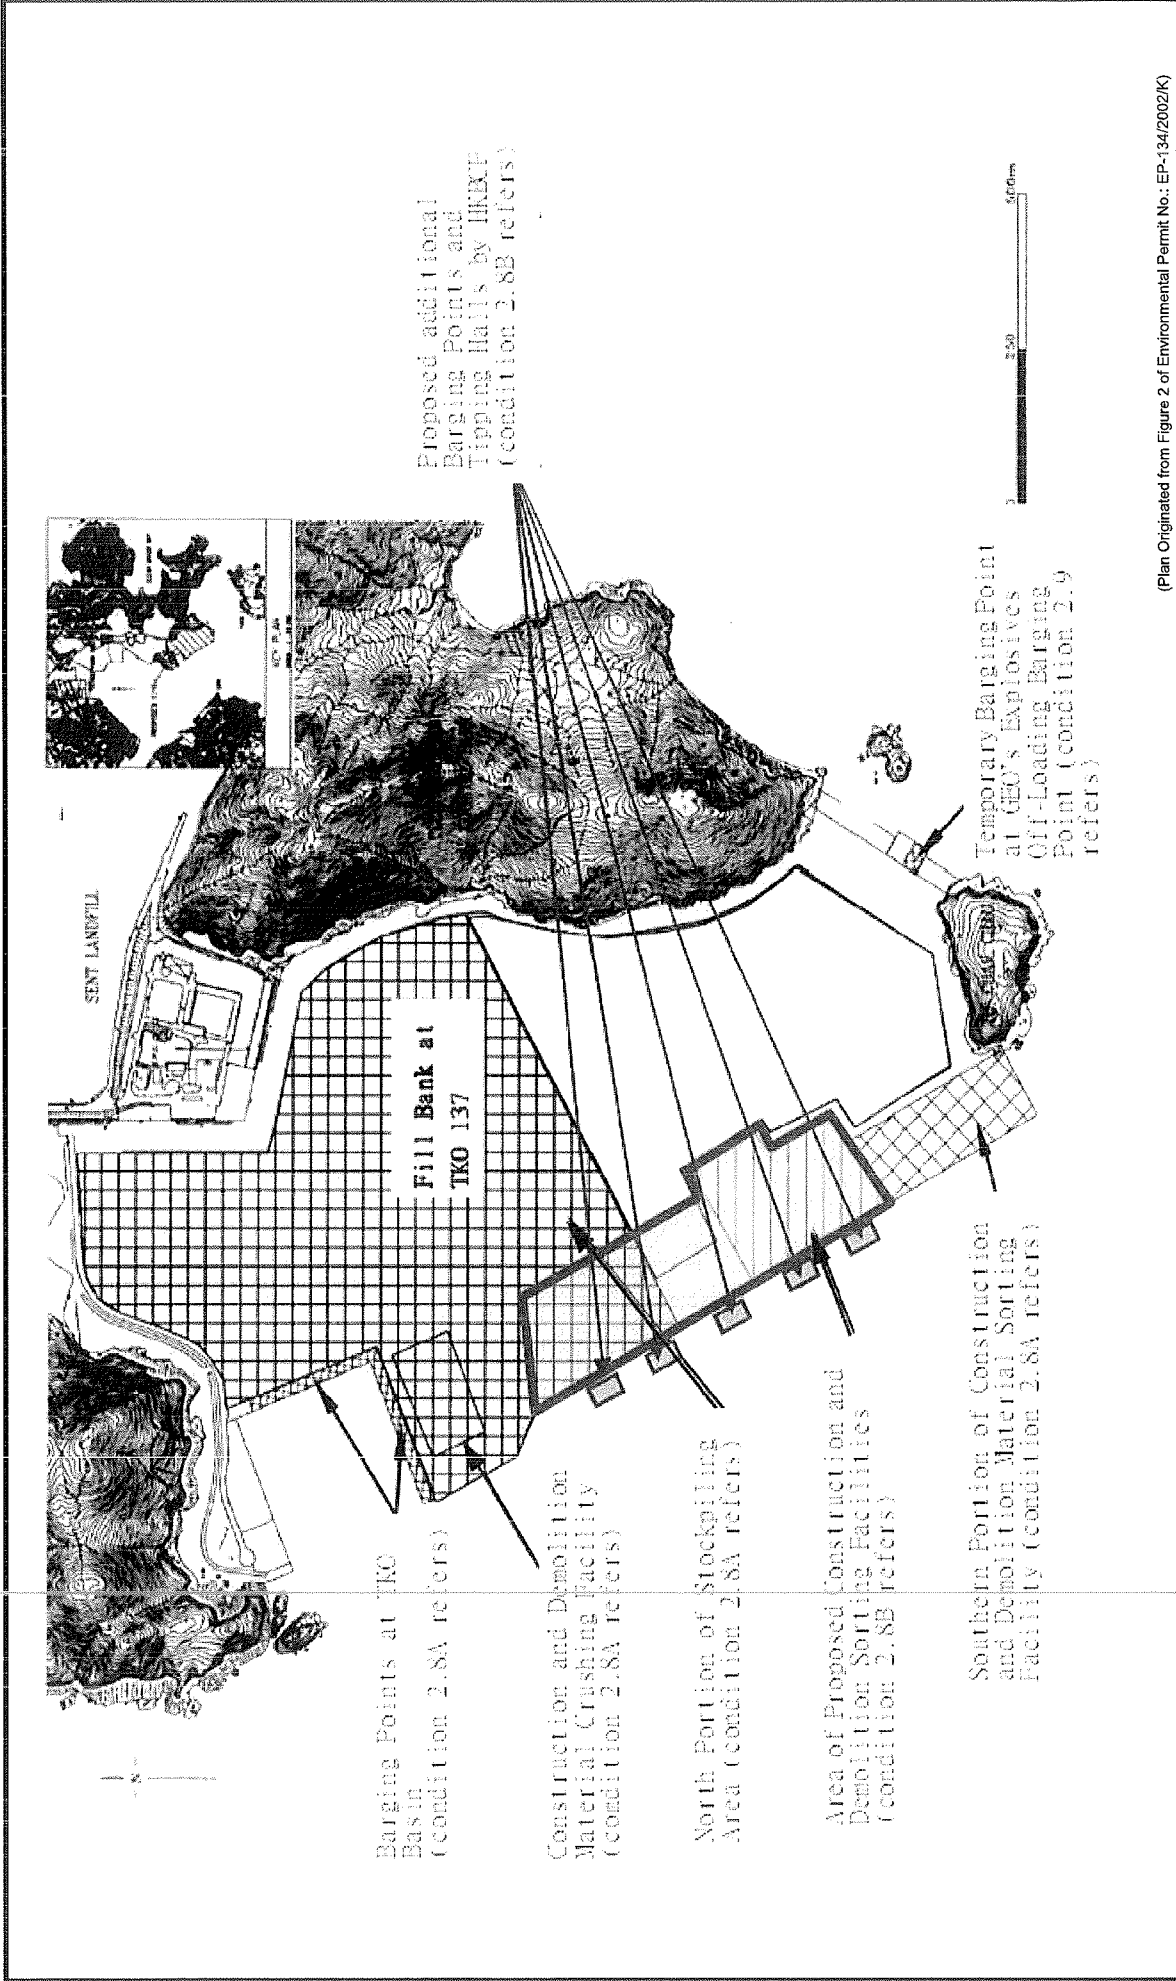 SENT LANDFILL
KEY PLAN
Proposed additional
Barging Points and
Tipping Halls by HKBCP
(condition 2.8B refers)
Fill Bank at
TKO 137
N
Barging Points at TKO
Basin
(condition 2.8A refers)
Construction and Demolition
Material Crushing Facility
(condition 2.8A refers)
North Portion of Stockpiling
Area (condition 2.8A refers)
Area of Proposed Construction and
Demolition Sorting Facilities
(condition 2.8B refers)
Southern Portion of Construction
and Demolition Material Sorting
Facility (condition 2.8A refers)
Temporary Barging Point
at GEO's Explosives
Off-Loading Barging
Point (condition 2.9
refers)
0 250 500m
(Plan Originated from Figure 2 of Environmental Permit No.: EP-134/2002/K)